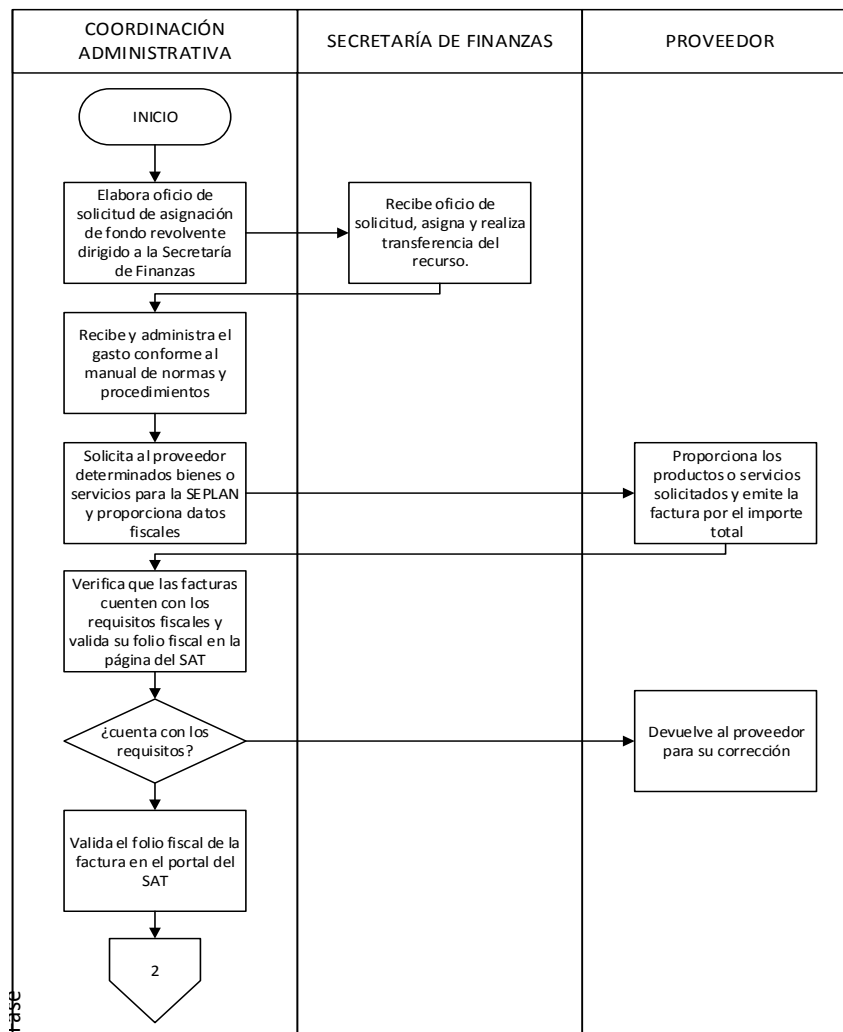 COORDINACIÓN
ADMINISTRATIVA
SECRETARÍA DE FINANZAS
PROVEEDOR
INICIO
Elabora oficio de
solicitud de asignación
de fondo revolvente
dirigido a la Secretaría
de Finanzas
Recibe oficio de
solicitud, asigna y realiza
transferencia del
recurso.
Recibe y administra el
gasto conforme al
manual de normas y
procedimientos
Solicita al proveedor
determinados bienes o
servicios para la SEPLAN
y proporciona datos
fiscales
Proporciona los
productos o servicios
solicitados y emite la
factura por el importe
total
Verifica que las facturas
cuenten con los
requisitos fiscales y
valida su folio fiscal en la
página del SAT
¿cuenta con los
requisitos?
Devuelve al proveedor
para su corrección
Valida el folio fiscal de la
factura en el portal del
SAT
2
Fase